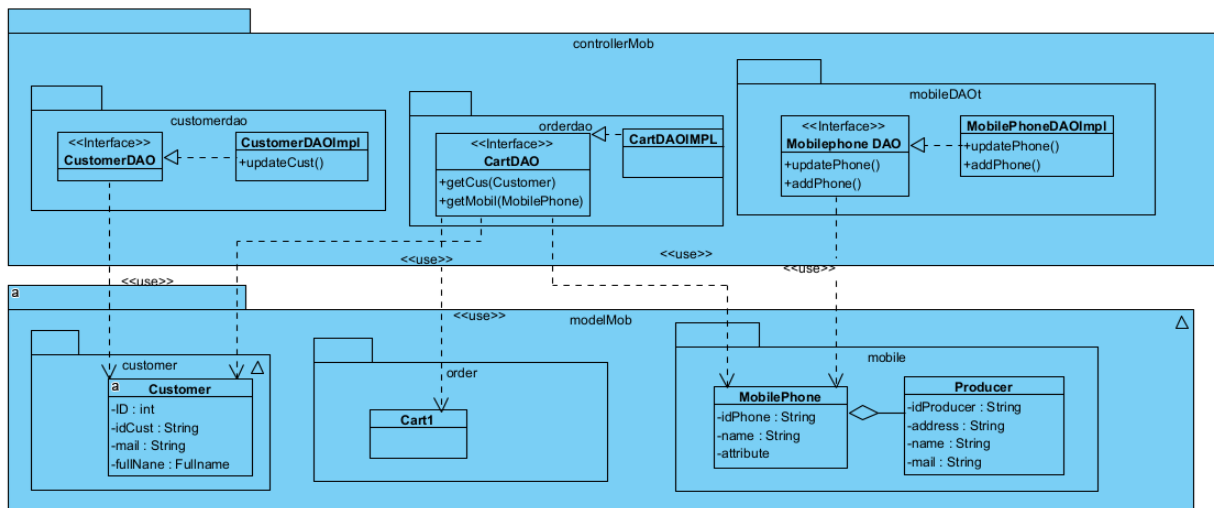 controllerMob
customerdao
<<Interface>>
CustomerDAO
CustomerDAOImpl
+updateCust()
orderdao
<<Interface>>
CartDAO
+getCus(Customer)
+getMobil(MobilePhone)
CartDAOIMPL
mobileDAOt
<<Interface>>
Mobilephone DAO
+updatePhone()
+addPhone()
MobilePhoneDAOImpl
+updatePhone()
+addPhone()
<<use>>
<<use>>
<<use>>
<<use>>
<<use>>
a
modelMob
customer
a
Customer
-ID : int
-idCust : String
-mail : String
-fullNane : Fullname
order
Cart1
mobile
MobilePhone
-idPhone : String
-name : String
-attribute
Producer
-idProducer : String
-address : String
-name : String
-mail : String